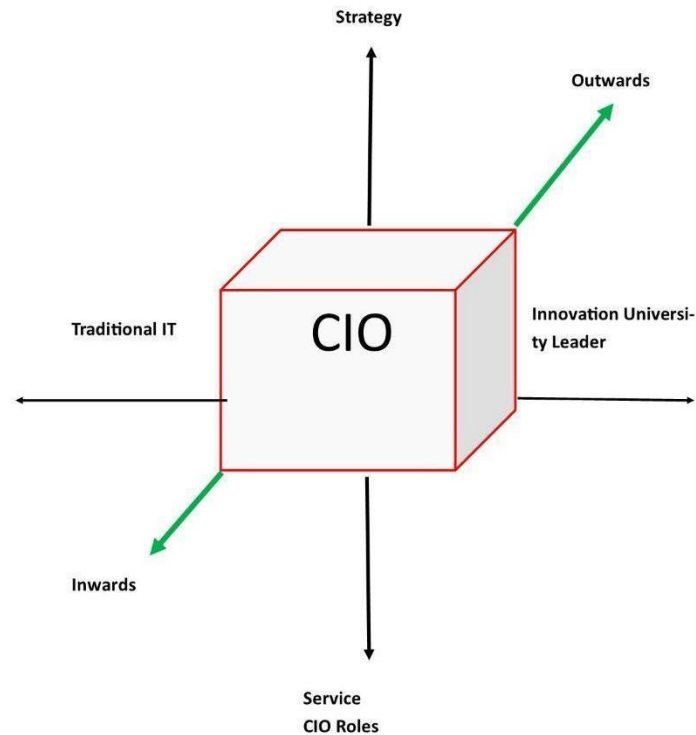 Strategy
Outwards
CIO
Traditional IT
Innovation Universi-
ty Leader
Inwards
Service
CIO Roles